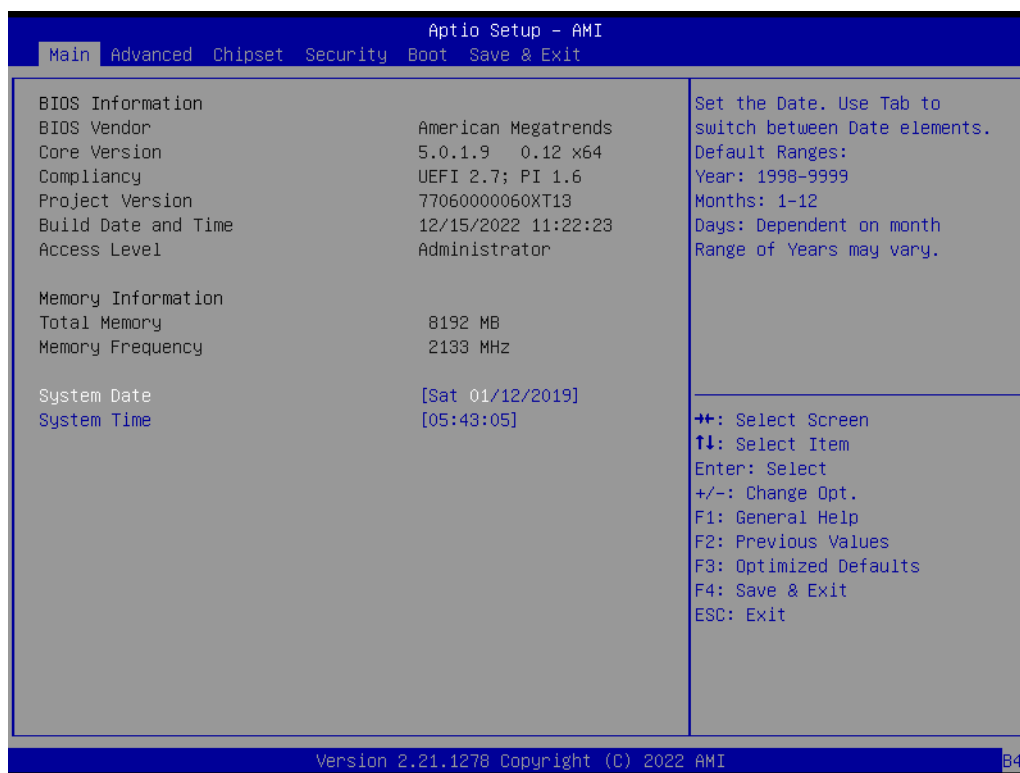 Aptio Setup – AMI
Main Advanced Chipset Security Boot Save & Exit
BIOS Information
BIOS Vendor American Megatrends
Core Version 5.0.1.9 0.12 x64
Compliancy UEFI 2.7; PI 1.6
Project Version 77060000060XT13
Build Date and Time 12/15/2022 11:22:23
Access Level Administrator
Memory Information
Total Memory 8192 MB
Memory Frequency 2133 MHz
System Date [Sat 01/12/2019]
System Time [05:43:05]
Set the Date. Use Tab to
switch between Date elements.
Default Ranges:
Year: 1998-9999
Months: 1-12
Days: Dependent on month
Range of Years may vary.
→←: Select Screen
↑↓: Select Item
Enter: Select
+/-: Change Opt.
F1: General Help
F2: Previous Values
F3: Optimized Defaults
F4: Save & Exit
ESC: Exit
Version 2.21.1278 Copyright (C) 2022 AMI
B4